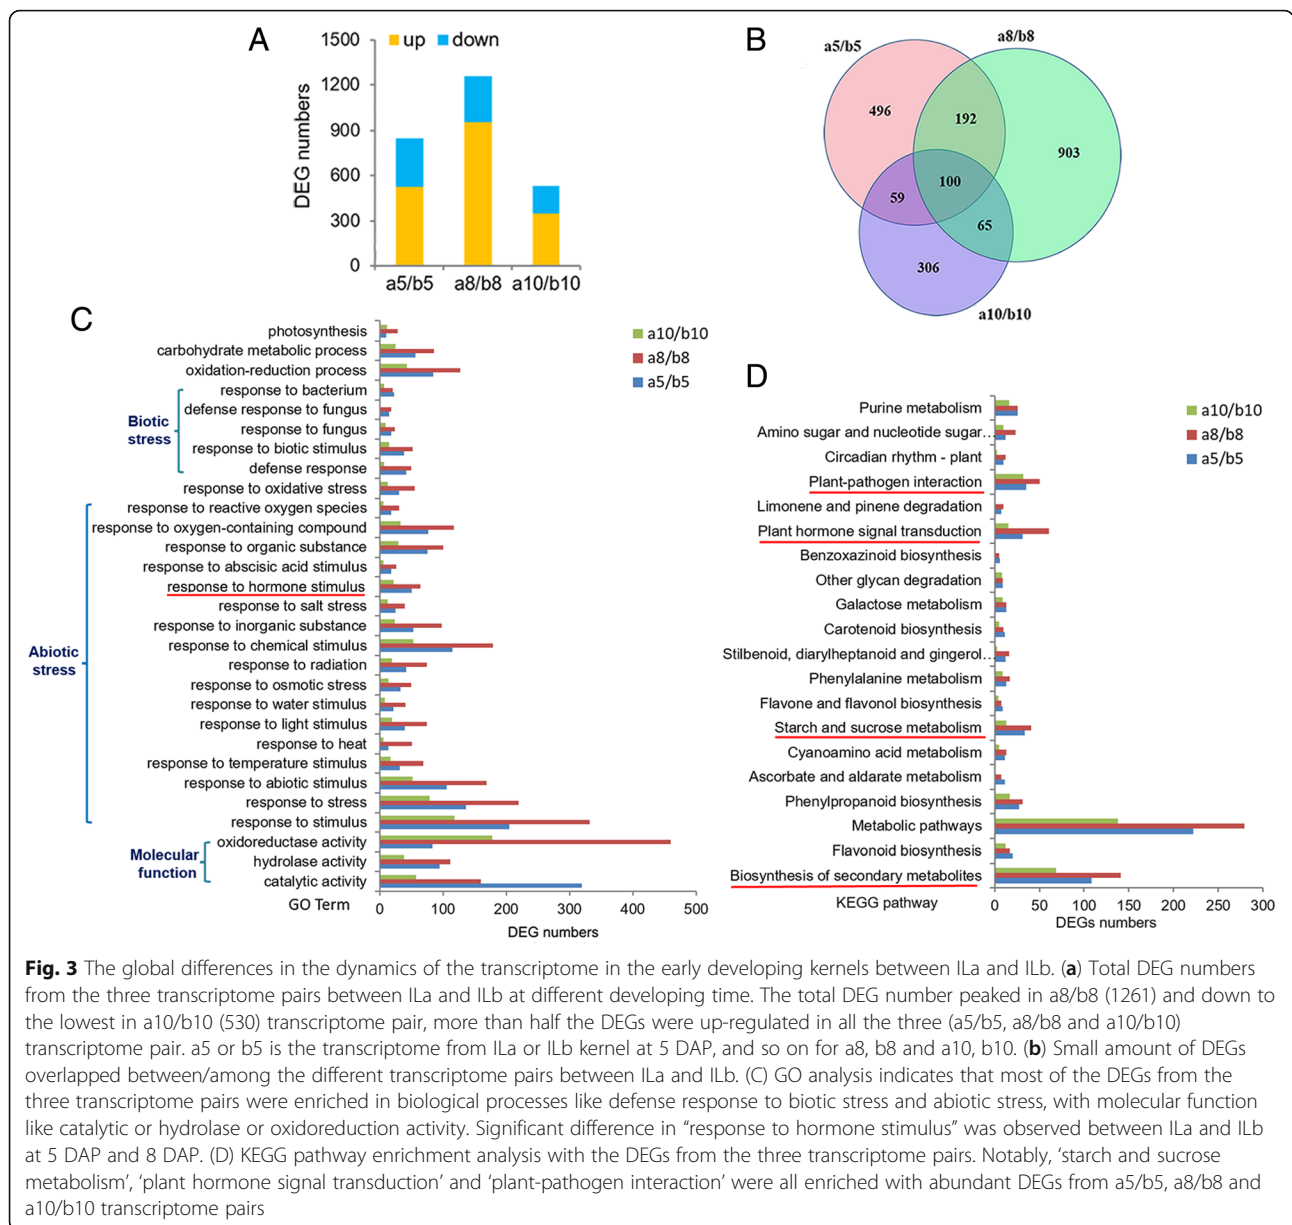 A
1500
1200
900
600
300
0
DEG numbers
up
down
a5/b5
a8/b8
a10/b10
B
a5/b5
a8/b8
496
192
903
100
59
65
306
a10/b10
C
photosynthesis
carbohydrate metabolic process
oxidation-reduction process
response to bacterium
defense response to fungus
response to fungus
response to biotic stimulus
defense response
response to oxidative stress
response to reactive oxygen species
response to oxygen-containing compound
response to organic substance
response to abscisic acid stimulus
response to hormone stimulus
response to salt stress
response to inorganic substance
response to chemical stimulus
response to radiation
response to osmotic stress
response to water stimulus
response to light stimulus
response to heat
response to temperature stimulus
response to abiotic stimulus
response to stress
response to stimulus
oxidoreductase activity
hydrolase activity
catalytic activity
Biotic
stress
Abiotic
stress
Molecular
function
GO Term
0 100 200 300 400 500
DEG numbers
a10/b10
a8/b8
a5/b5
D
Purine metabolism
Amino sugar and nucleotide sugar...
Circadian rhythm - plant
Plant-pathogen interaction
Limonene and pinene degradation
Plant hormone signal transduction
Benzoxazinoid biosynthesis
Other glycan degradation
Galactose metabolism
Carotenoid biosynthesis
Stilbenoid, diarylheptanoid and gingerol...
Phenylalanine metabolism
Flavone and flavonol biosynthesis
Starch and sucrose metabolism
Cyanoamino acid metabolism
Ascorbate and aldarate metabolism
Phenylpropanoid biosynthesis
Metabolic pathways
Flavonoid biosynthesis
Biosynthesis of secondary metabolites
KEGG pathway
0 50 100 150 200 250 300
DEGs numbers
a10/b10
a8/b8
a5/b5
Fig. 3 The global differences in the dynamics of the transcriptome in the early developing kernels between ILa and ILb. (a) Total DEG numbers
from the three transcriptome pairs between ILa and ILb at different developing time. The total DEG number peaked in a8/b8 (1261) and down to
the lowest in a10/b10 (530) transcriptome pair, more than half the DEGs were up-regulated in all the three (a5/b5, a8/b8 and a10/b10)
transcriptome pair. a5 or b5 is the transcriptome from ILa or ILb kernel at 5 DAP, and so on for a8, b8 and a10, b10. (b) Small amount of DEGs
overlapped between/among the different transcriptome pairs between ILa and ILb. (C) GO analysis indicates that most of the DEGs from the
three transcriptome pairs were enriched in biological processes like defense response to biotic stress and abiotic stress, with molecular function
like catalytic or hydrolase or oxidoreduction activity. Significant difference in “response to hormone stimulus” was observed between ILa and ILb
at 5 DAP and 8 DAP. (D) KEGG pathway enrichment analysis with the DEGs from the three transcriptome pairs. Notably, ‘starch and sucrose
metabolism’, ‘plant hormone signal transduction’ and ‘plant-pathogen interaction’ were all enriched with abundant DEGs from a5/b5, a8/b8 and
a10/b10 transcriptome pairs